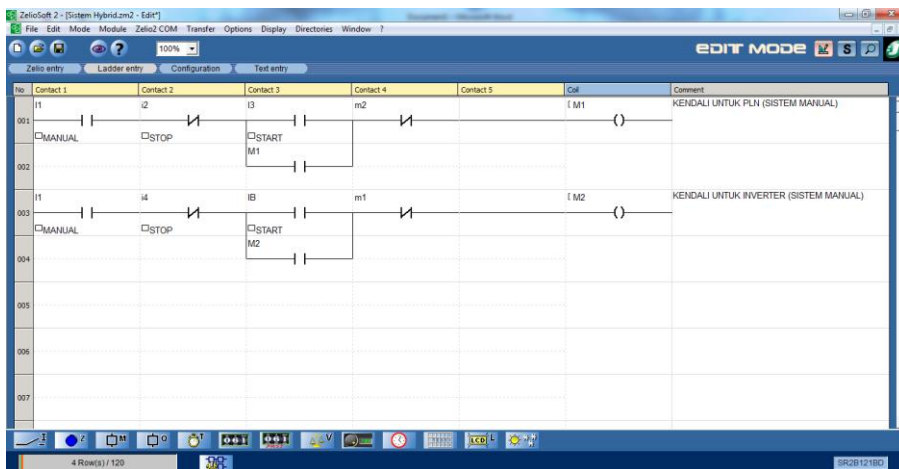 ZelioSoft 2 - [Sistem Hybrid.zm2 - Edit*]
File Edit Mode Module Zelio2 COM Transfer Options Display Directories Window ?
100%
EDIT MODE S
Zelio entry Ladder entry Configuration Text entry
No Contact 1 Contact 2 Contact 3 Contact 4 Contact 5 Coil Comment
I1 i2 I3 m2 [ M1 KENDALI UNTUK PLN (SISTEM MANUAL)
001
MANUAL STOP START
M1
002
I1 i4 IB m1 [ M2 KENDALI UNTUK INVERTER (SISTEM MANUAL)
003
MANUAL STOP START
M2
004
005
006
007
I Z M Q T V LCD L
4 Row(s) / 120 SR2B121BD